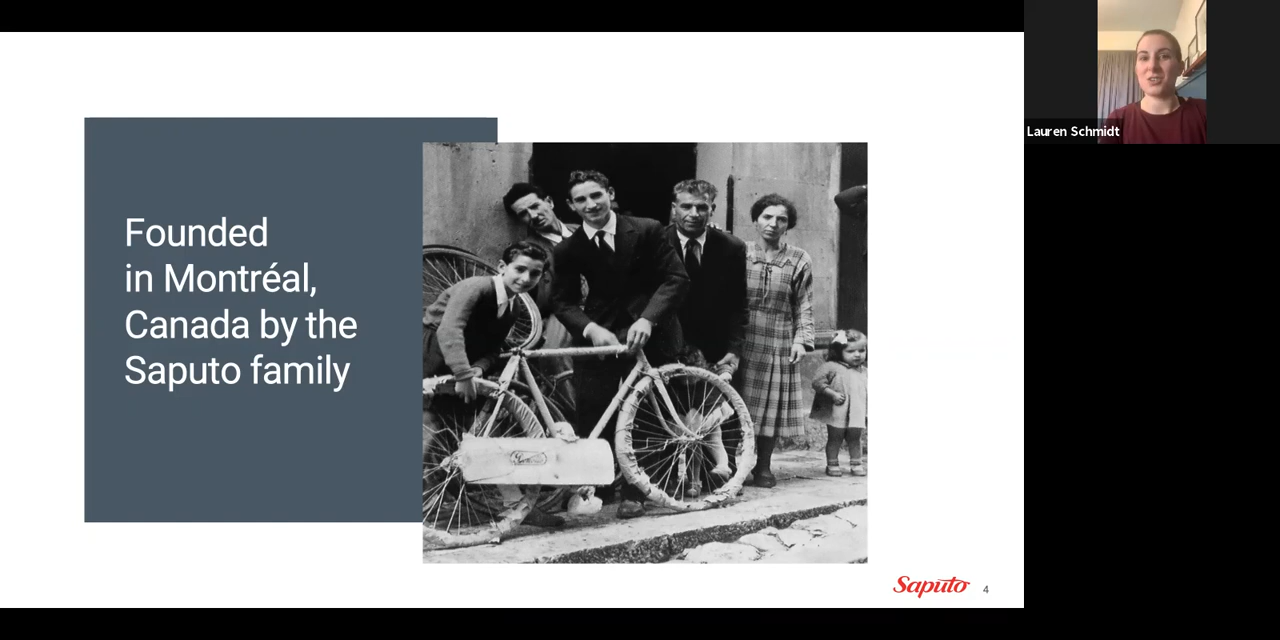 Founded
in Montréal,
Canada by the
Saputo family
Saputo
4
Lauren Schmidt